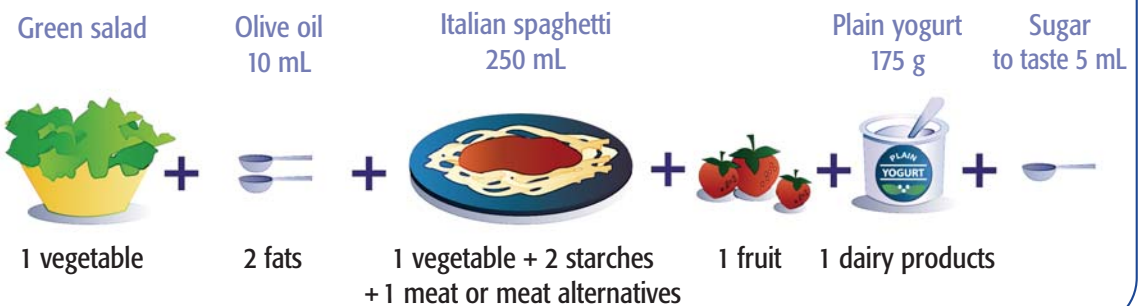 Green salad
Olive oil
10 mL
Italian spaghetti
250 mL
Plain yogurt
175 g
Sugar
to taste 5 mL
+
+
+
+
+
PLAIN
YOGURT
1 vegetable
2 fats
1 vegetable + 2 starches
+ 1 meat or meat alternatives
1 fruit
1 dairy products